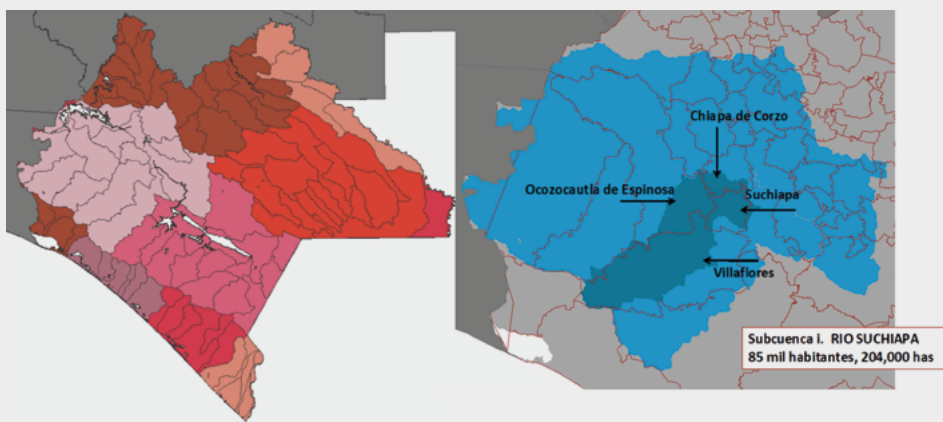 Chiapa de Corzo
Ocozocautla de Espinosa
Suchiapa
Villaflores
Subcuenca i. RIO SUCHIAPA
85 mil habitantes, 204,000 has